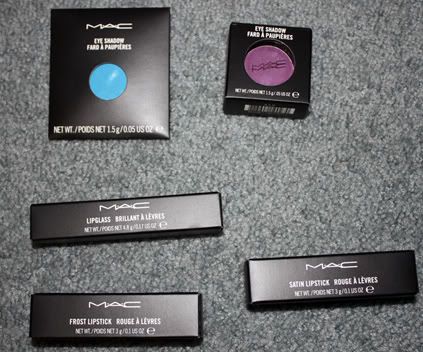 MAC
EYE SHADOW
FARD À PAUPIÈRES
NET WT. / POIDS NET 1.5 g / 0.05 US OZ e
MAC
EYE SHADOW
FARD À PAUPIÈRES
MAC
NET WT. / POIDS NET 1.5g / .05 US OZ e
MAC
LIPGLASS BRILLANT À LÈVRES
NET WT. / POIDS NET 4.8 g / 0.17 US OZ e
MAC
SATIN LIPSTICK ROUGE À LÈVRES
NET WT. / POIDS NET 3 g / 0.1 US OZ e
MAC
FROST LIPSTICK ROUGE À LÈVRES
NET WT. / POIDS NET 3 g / 0.1 US OZ e